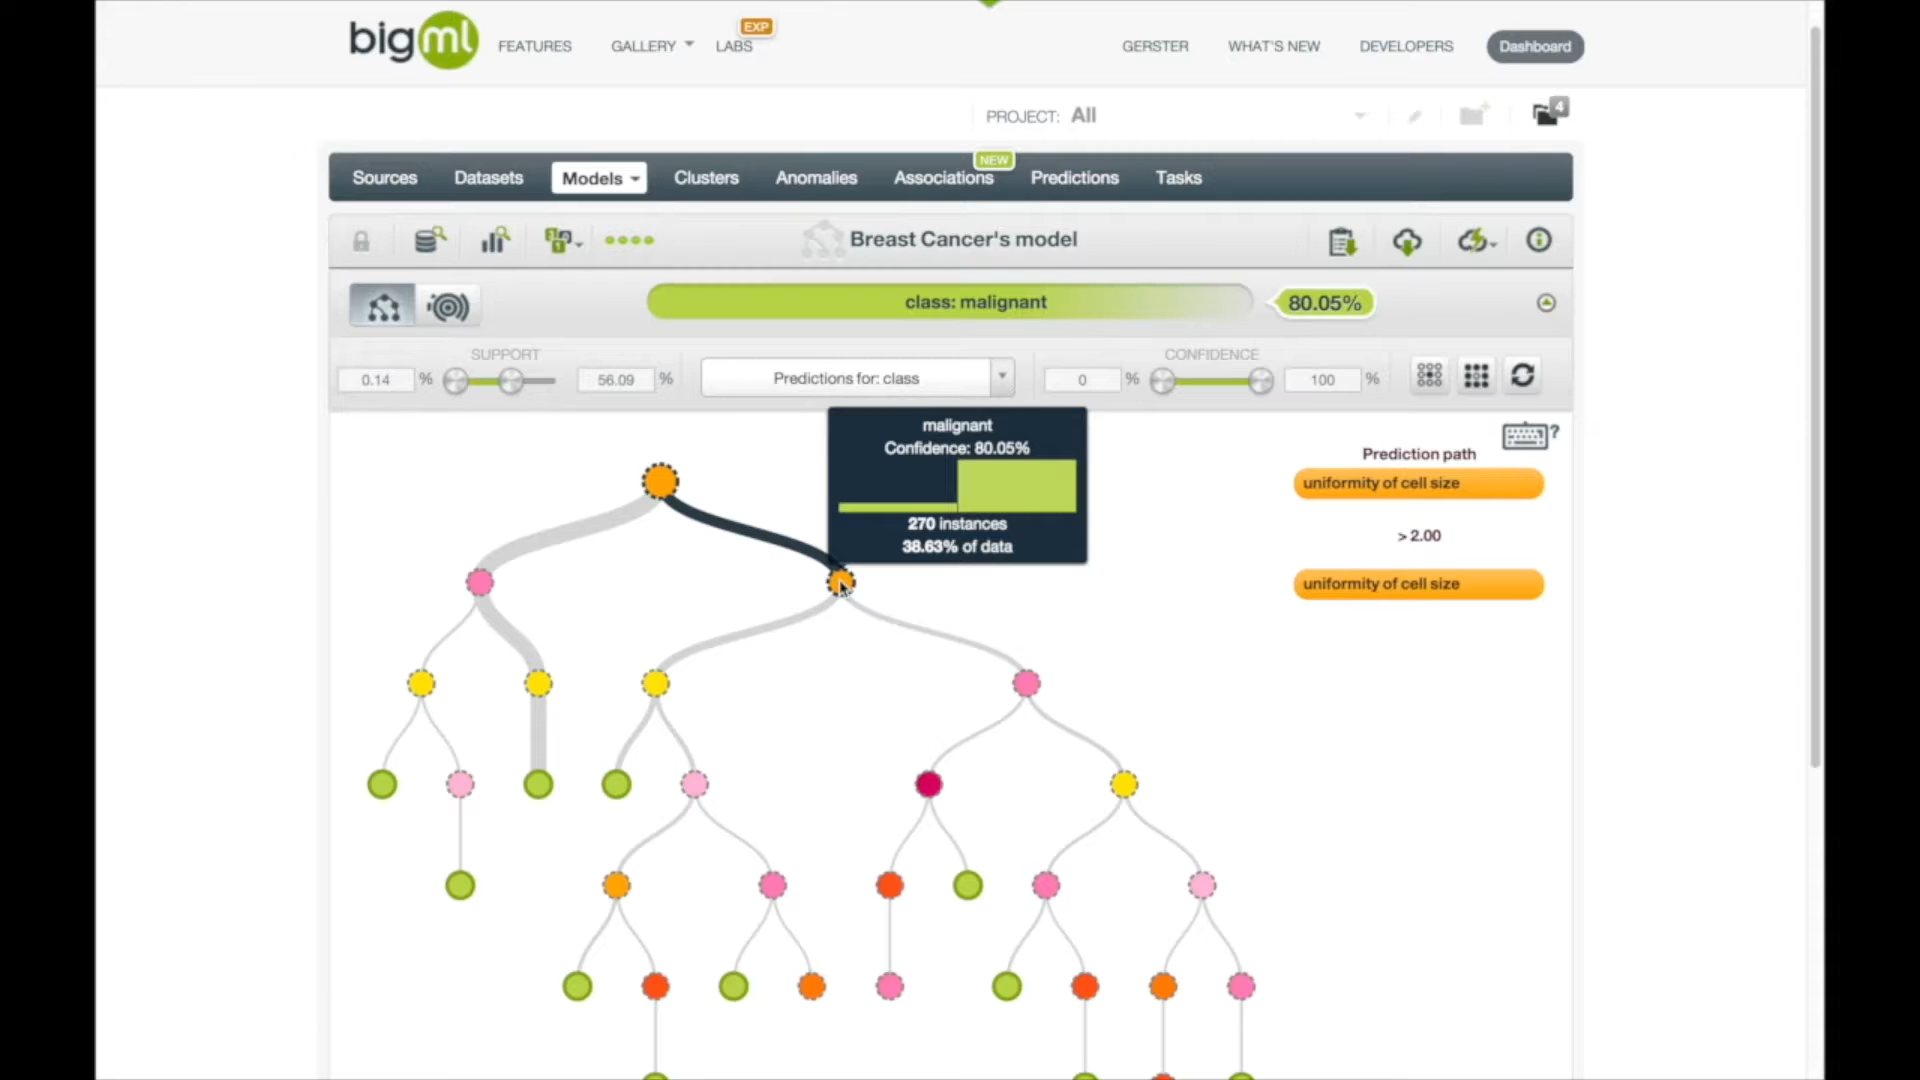 bigml
FEATURES
GALLERY
LABS
EXP
GERSTER
WHAT'S NEW
DEVELOPERS
Dashboard
PROJECT: All
4
Sources
Datasets
Models
Clusters
Anomalies
Associations
NEW
Predictions
Tasks
Breast Cancer's model
class: malignant
80.05%
SUPPORT
0.14 %
56.09 %
Predictions for: class
CONFIDENCE
0 %
100 %
malignant
Confidence: 80.05%
270 instances
38.63% of data
?
Prediction path
uniformity of cell size
> 2.00
uniformity of cell size